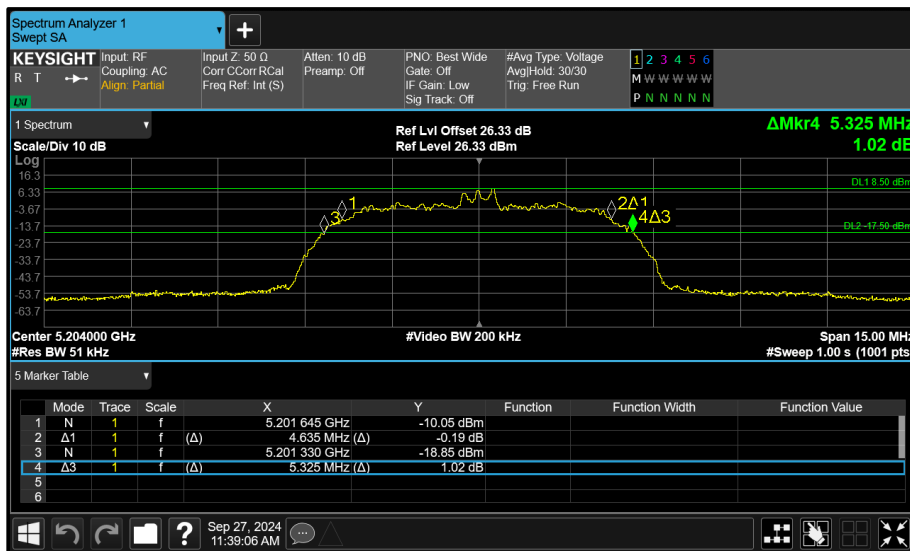 Spectrum Analyzer 1
Swept SA
KEYSIGHT
R T
LXI
Input: RF
Coupling: AC
Align: Partial
Input Z: 50 Ω
Corr CCorr RCal
Freq Ref: Int (S)
Atten: 10 dB
Preamp: Off
PNO: Best Wide
Gate: Off
IF Gain: Low
Sig Track: Off
#Avg Type: Voltage
Avg|Hold: 30/30
Trig: Free Run
1 2 3 4 5 6
M W W W W W
P N N N N N
1 Spectrum
Scale/Div 10 dB
Ref Lvl Offset 26.33 dB
Ref Level 26.33 dBm
ΔMkr4 5.325 MHz
1.02 dB
Log
16.3
6.33
-3.67
-13.7
-23.7
-33.7
-43.7
-53.7
-63.7
DL1 8.50 dBm
3
1
2Δ1
4Δ3
DL2 -17.50 dBm
Center 5.204000 GHz
#Video BW 200 kHz
Span 15.00 MHz
#Res BW 51 kHz
#Sweep 1.00 s (1001 pts
5 Marker Table
Mode Trace Scale X Y Function Function Width Function Value
1 N 1 f 5.201 645 GHz -10.05 dBm
2 Δ1 1 f (Δ) 4.635 MHz (Δ) -0.19 dB
3 N 1 f 5.201 330 GHz -18.85 dBm
4 Δ3 1 f (Δ) 5.325 MHz (Δ) 1.02 dB
5
6
?
Sep 27, 2024
11:39:06 AM